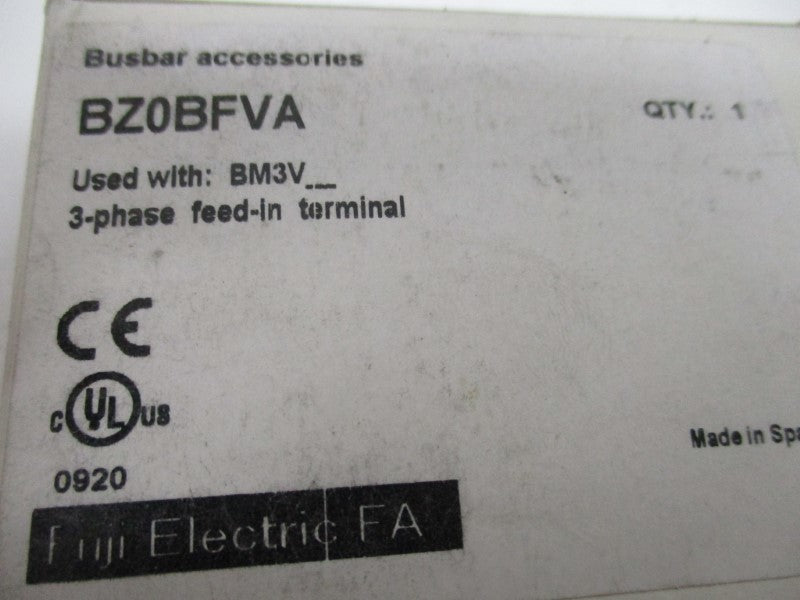 Busbar accessories
BZ0BFVA
QTY.: 1
Used with: BM3V___
3-phase feed-in terminal
CE
C UL US
Made in Spa
0920
Fuji Electric FA